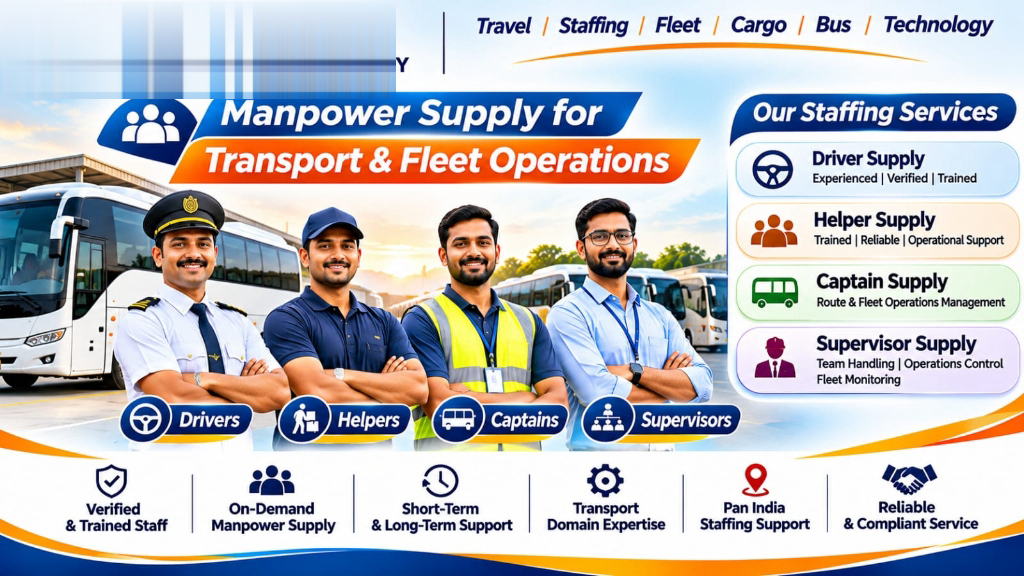 Travel / Staffing / Fleet / Cargo / Bus / Technology
Y
Manpower Supply for
Transport & Fleet Operations
Our Staffing Services
Driver Supply
Experienced | Verified | Trained
Helper Supply
Trained | Reliable | Operational Support
Captain Supply
Route & Fleet Operations Management
Supervisor Supply
Team Handling | Operations Control
Fleet Monitoring
Drivers
Helpers
Captains
Supervisors
Verified
& Trained Staff
On-Demand
Manpower Supply
Short-Term
& Long-Term Support
Transport
Domain Expertise
Pan India
Staffing Support
Reliable
& Compliant Service